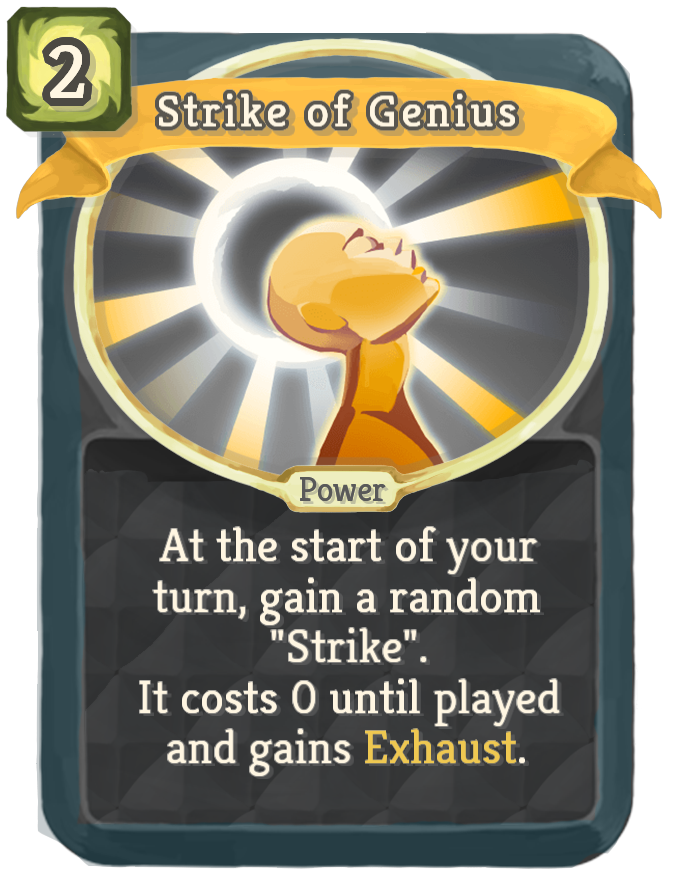 2
Strike of Genius
Power
At the start of your
turn, gain a random
"Strike".
It costs 0 until played
and gains Exhaust.